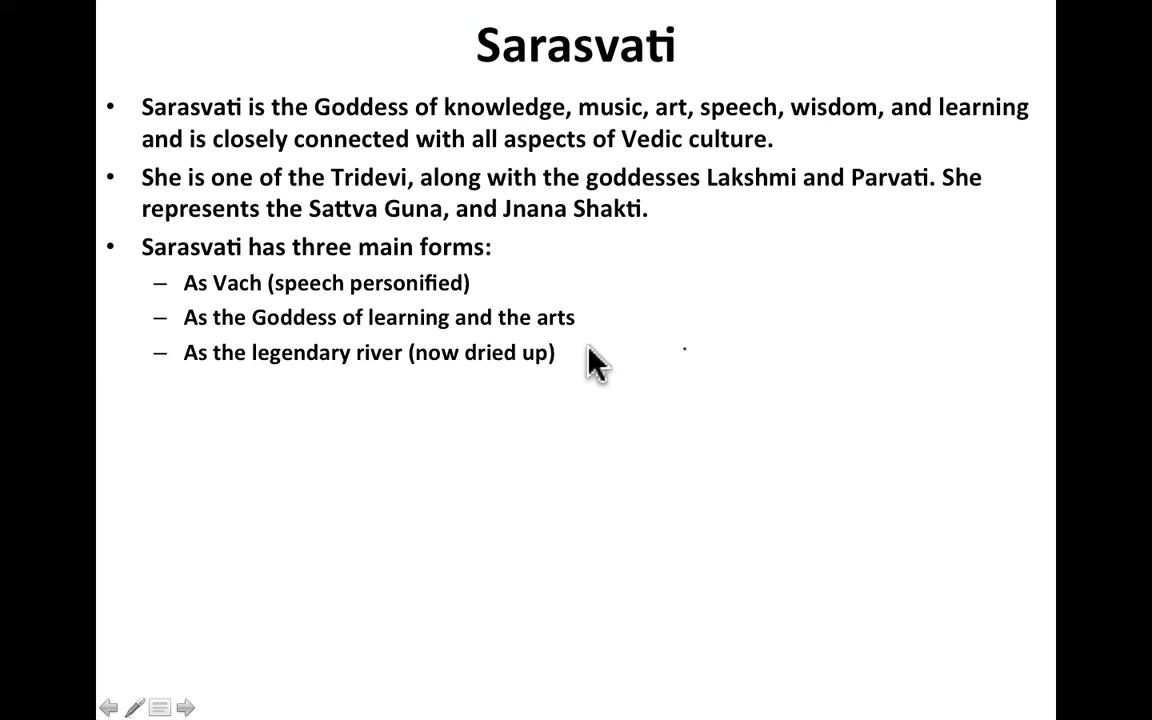 Sarasvati
• Sarasvati is the Goddess of knowledge, music, art, speech, wisdom, and learning
and is closely connected with all aspects of Vedic culture.
• She is one of the Tridevi, along with the goddesses Lakshmi and Parvati. She
represents the Sattva Guna, and Jnana Shakti.
• Sarasvati has three main forms:
– As Vach (speech personified)
– As the Goddess of learning and the arts
– As the legendary river (now dried up)